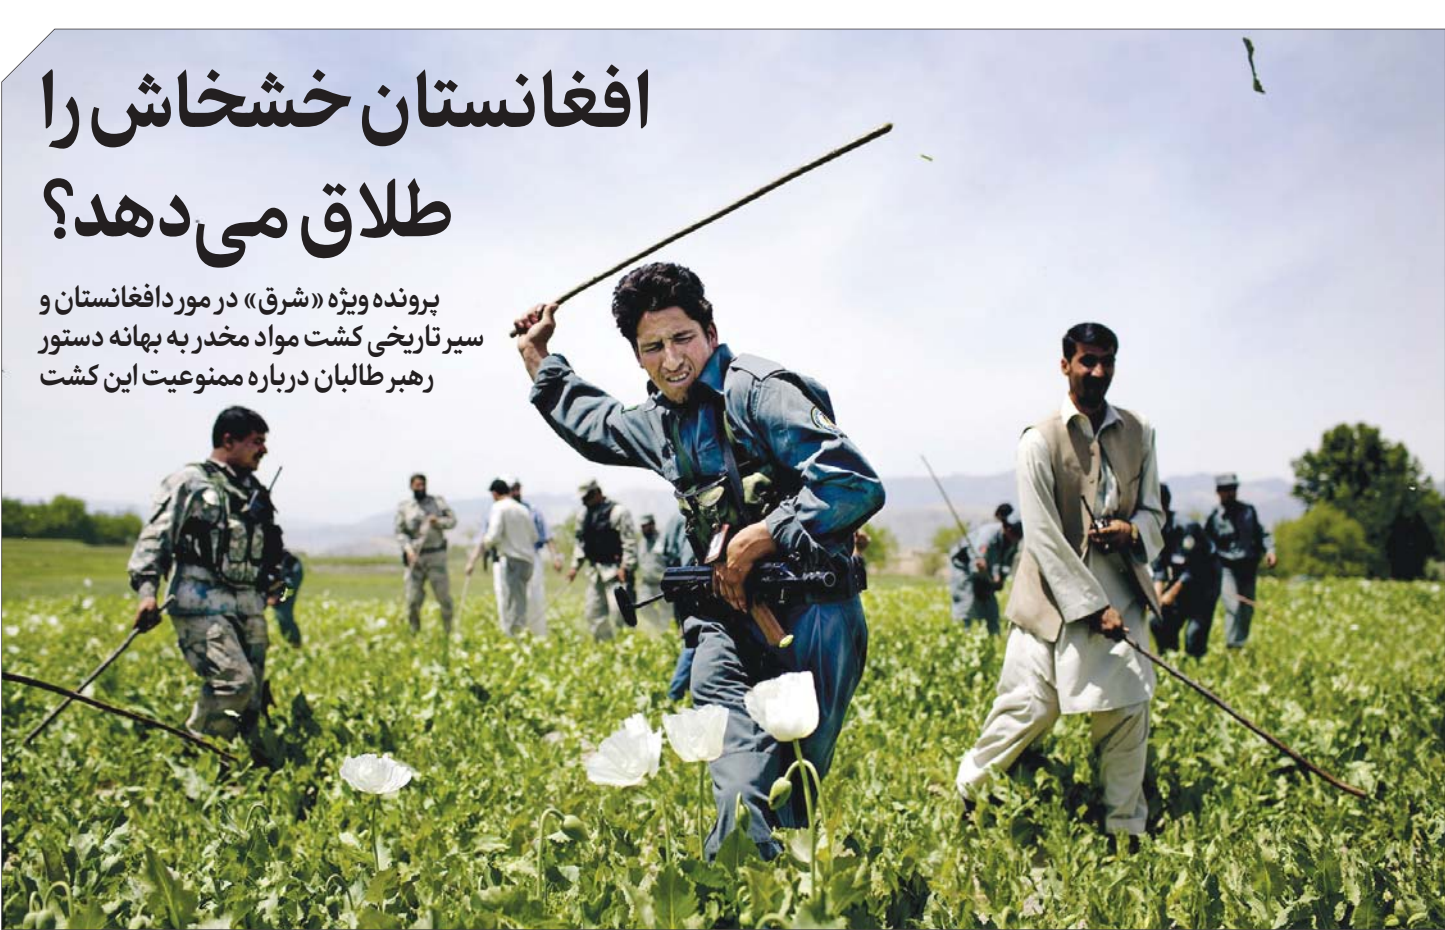 افغانستان خشخاش را
طلاق می‌دهد؟
پرونده ویژه «شرق» در مورد افغانستان و
سیر تاریخی کشت مواد مخدر به بهانه دستور
رهبر طالبان درباره ممنوعیت این کشت